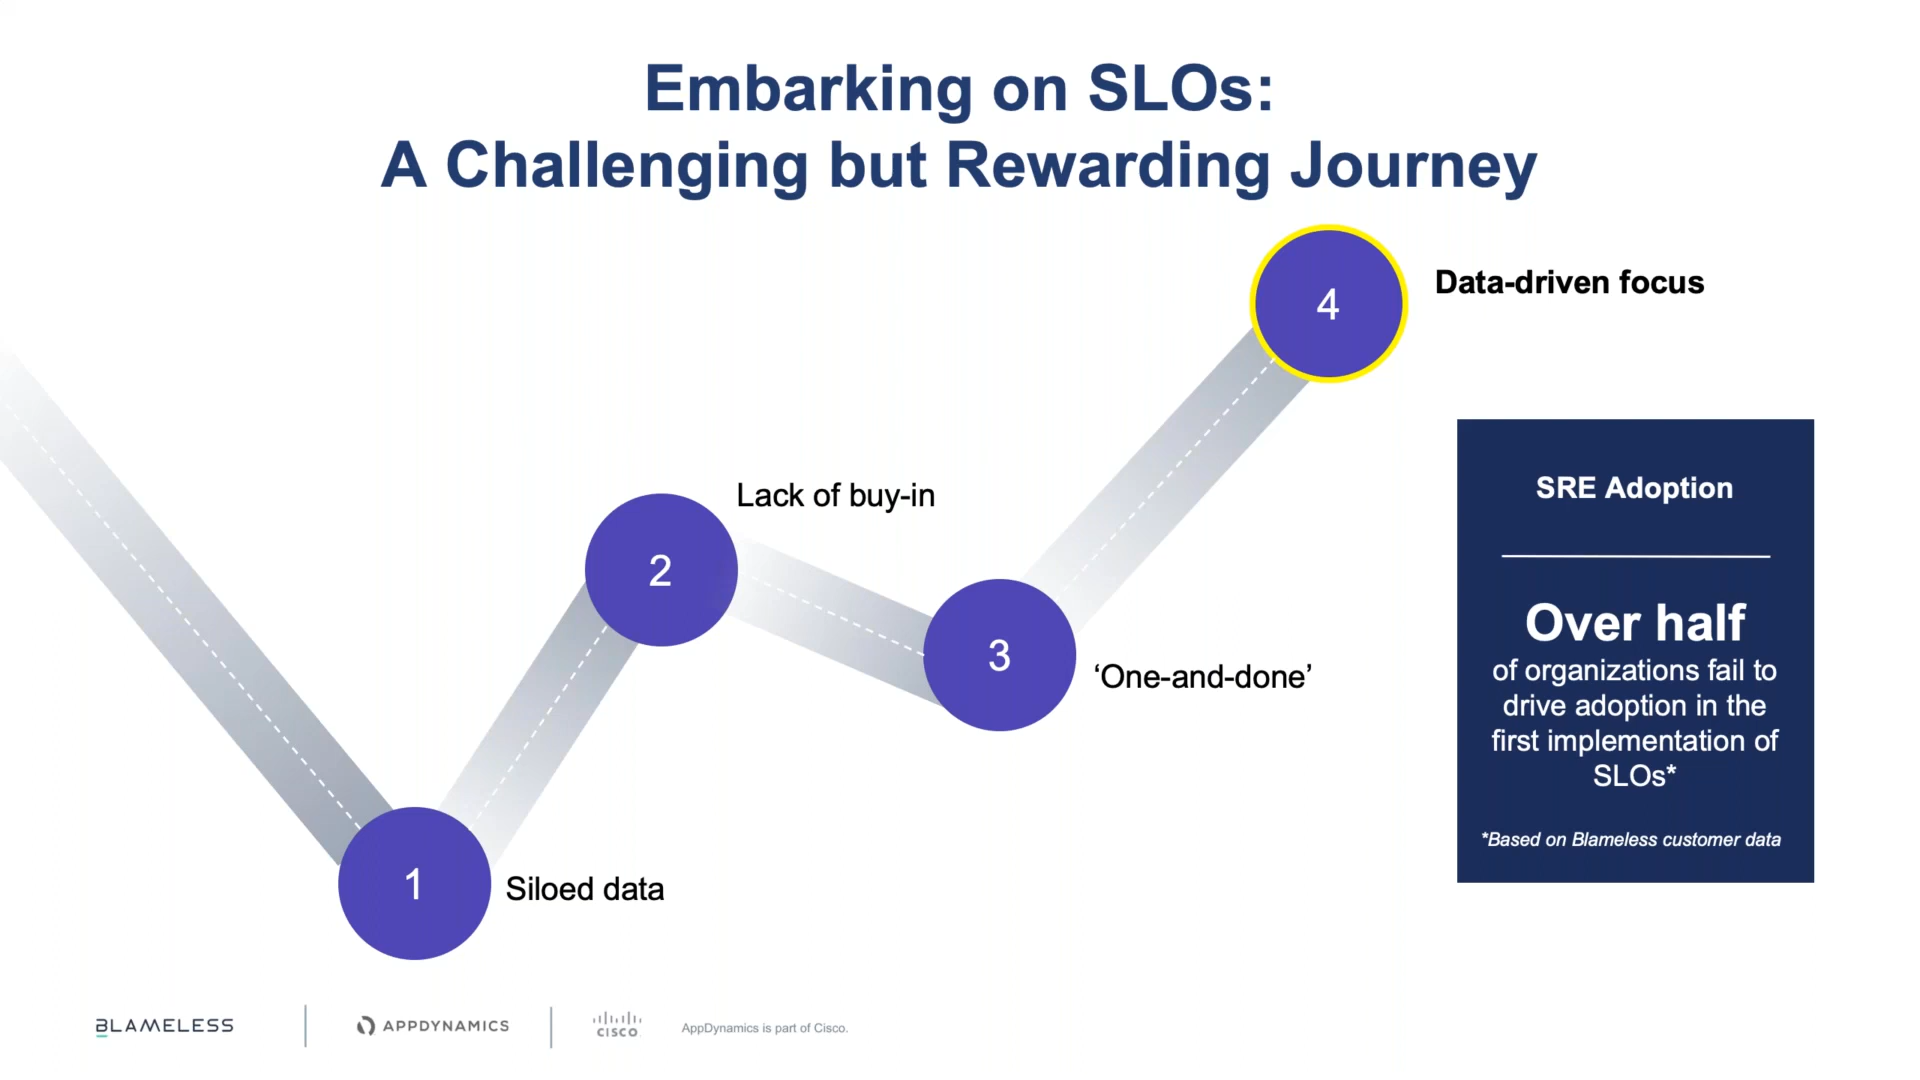 Embarking on SLOs:
A Challenging but Rewarding Journey
4
Data-driven focus
2
Lack of buy-in
3
‘One-and-done’
1
Siloed data
SRE Adoption
Over half
of organizations fail to
drive adoption in the
first implementation of
SLOs*
*Based on Blameless customer data
BLAMELESS
APPDYNAMICS
CISCO
AppDynamics is part of Cisco.